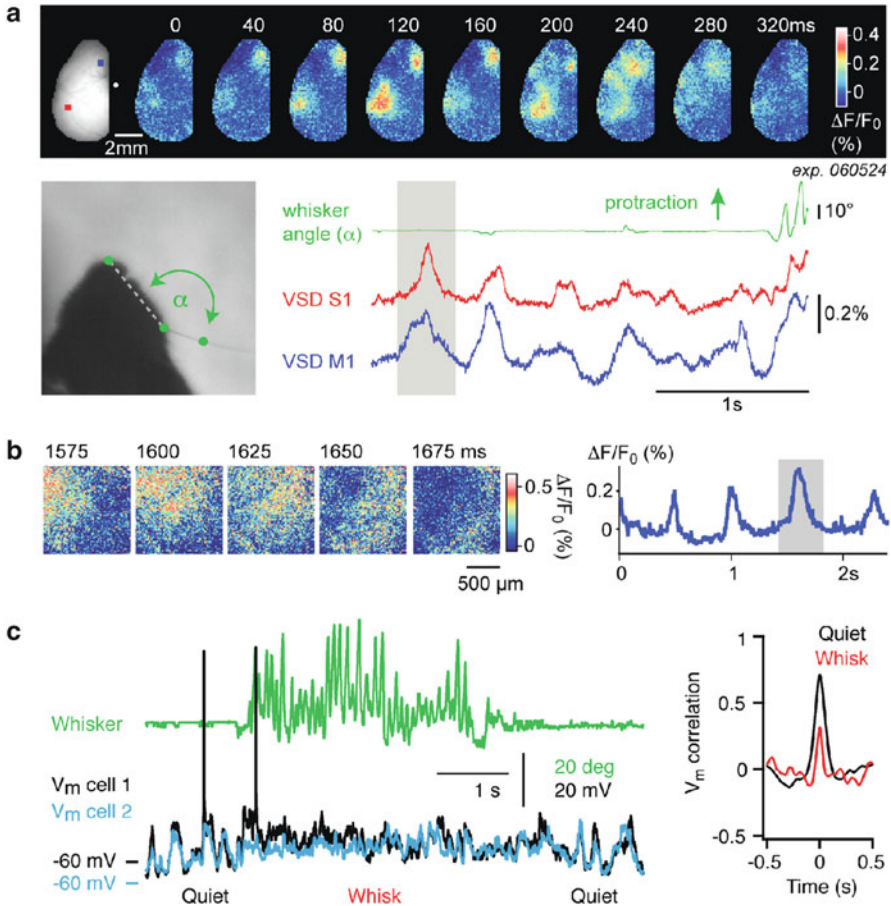 a
0 40 80 120 160 200 240 280 320ms
0.4
0.2
0
ΔF/F0
(%)
2mm
exp. 060524
whisker
angle (α)
protraction
10°
α
VSD S1
0.2%
VSD M1
1s
b
1575 1600 1625 1650 1675 ms
0.5
0
ΔF/F0
(%)
500 µm
ΔF/F0 (%)
0.2
0
0 1 2s
c
Whisker
1 s
20 deg
20 mV
Vm cell 1
Vm cell 2
-60 mV
-60 mV
Quiet Whisk Quiet
Quiet
Whisk
Vm correlation
1
0.5
0
-0.5
-0.5 0 0.5
Time (s)